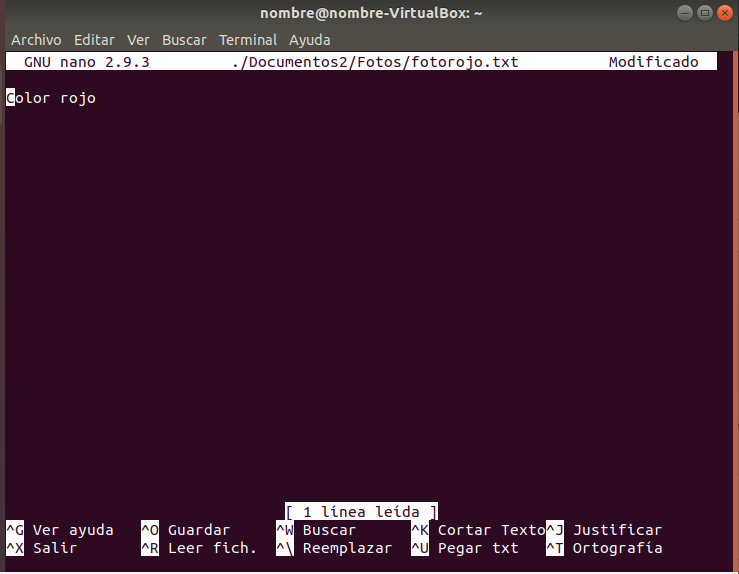 nombre@nombre-VirtualBox: ~
Archivo Editar Ver Buscar Terminal Ayuda
GNU nano 2.9.3 ./Documentos2/Fotos/fotorojo.txt Modificado
Color rojo
[ 1 línea leída ]
^G Ver ayuda ^O Guardar ^W Buscar ^K Cortar Texto ^J Justificar
^X Salir ^R Leer fich. ^\ Reemplazar ^U Pegar txt ^T Ortografía